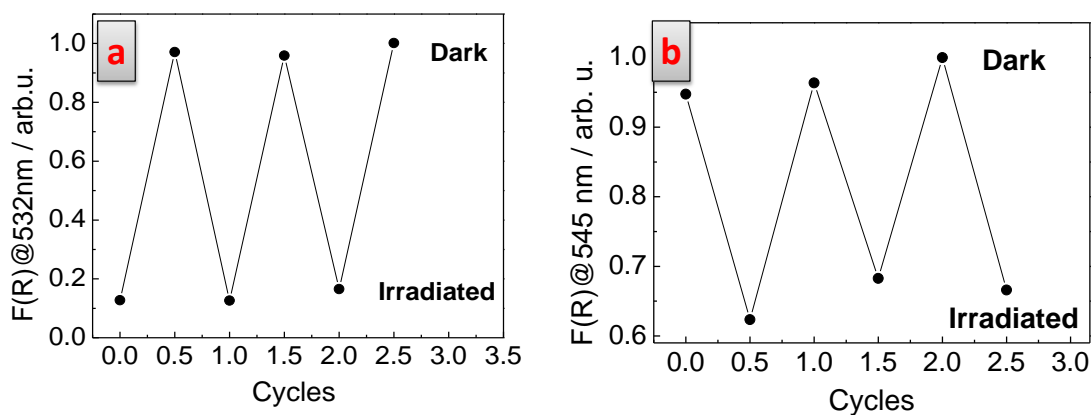 a
Dark
Irradiated
F(R)@532nm / arb.u.
1.0
0.8
0.6
0.4
0.2
0.0
0.0 0.5 1.0 1.5 2.0 2.5 3.0 3.5
Cycles
b
Dark
Irradiated
F(R)@545 nm / arb. u.
1.0
0.9
0.8
0.7
0.6
0.0 0.5 1.0 1.5 2.0 2.5 3.0
Cycles